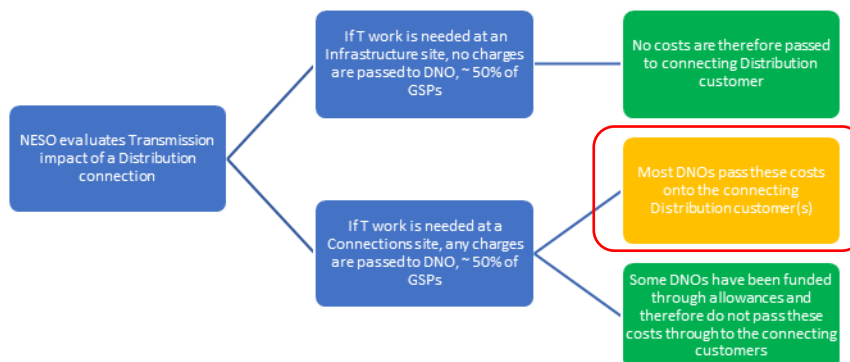 NESO evaluates Transmission
impact of a Distribution
connection
If T work is needed at an
Infrastructure site, no charges
are passed to DNO, ~ 50% of
GSPs
No costs are therefore passed
to connecting Distribution
customer
If T work is needed at a
Connections site, any charges
are passed to DNO, ~ 50% of
GSPs
Most DNOs pass these costs
onto the connecting
Distribution customer(s)
Some DNOs have been funded
through allowances and
therefore do not pass these
costs through to the connecting
customers